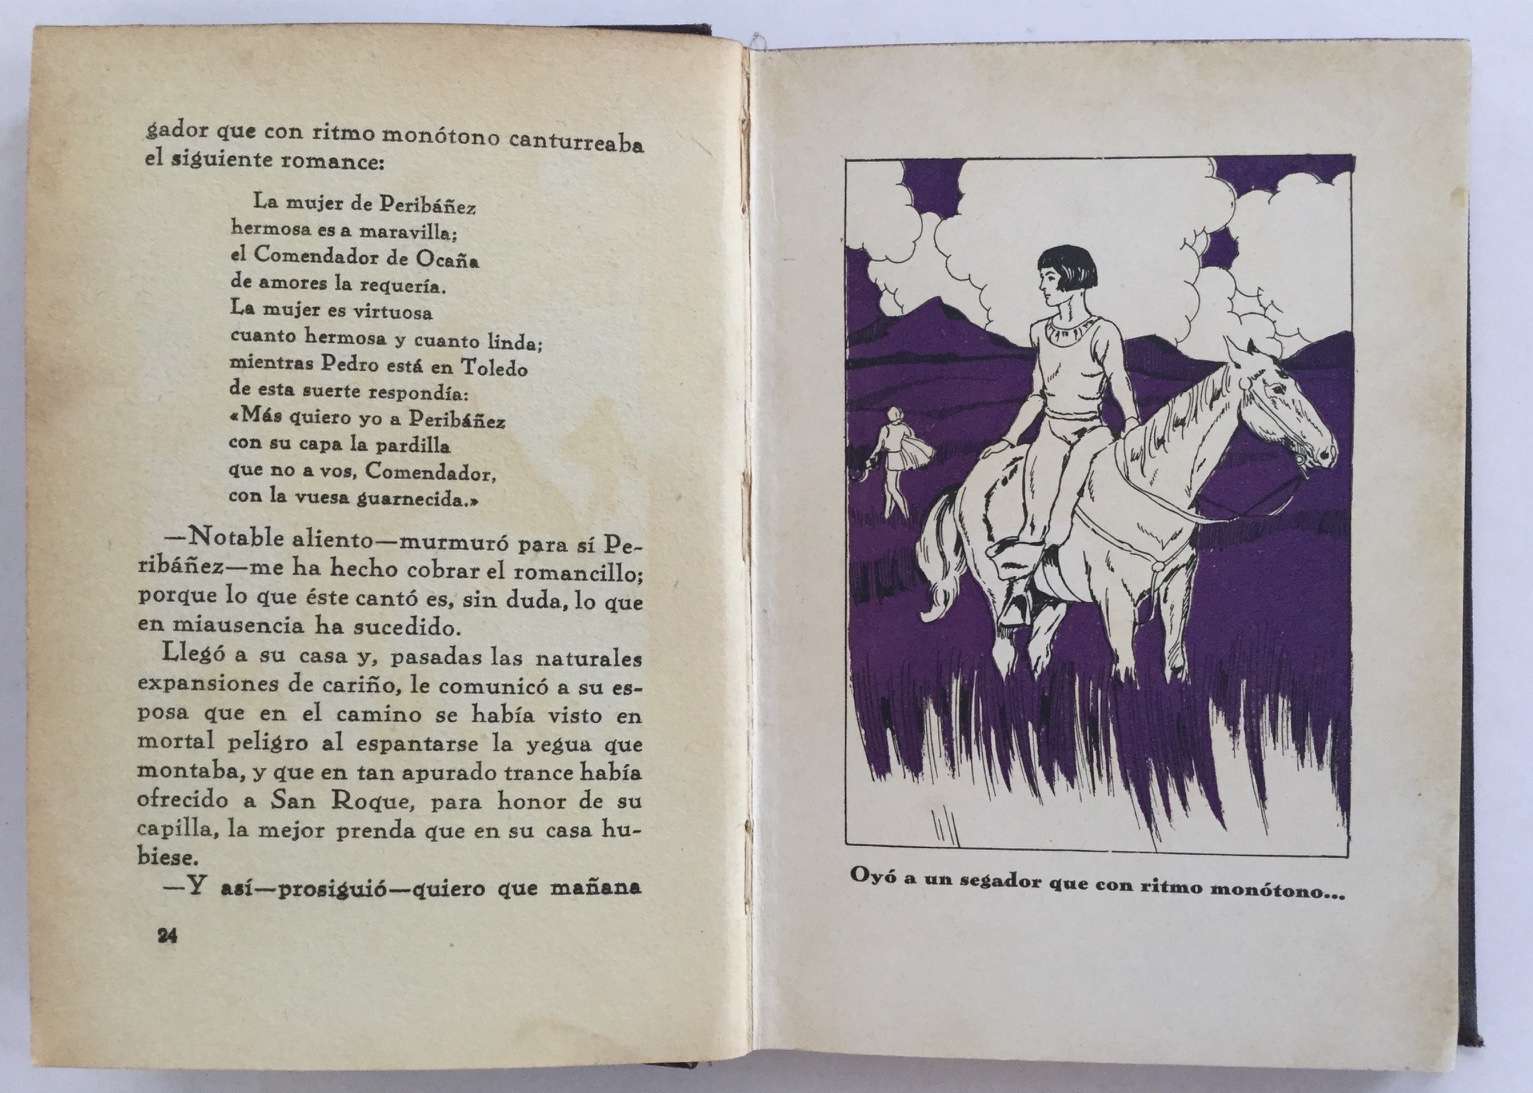 gador que con ritmo monótono canturreaba
el siguiente romance:
La mujer de Peribáñez
hermosa es a maravilla;
el Comendador de Ocaña
de amores la requería.
La mujer es virtuosa
cuanto hermosa y cuanto linda;
mientras Pedro está en Toledo
de esta suerte respondía:
«Más quiero yo a Peribáñez
con su capa la pardilla
que no a vos, Comendador,
con la vuesa guarnecida.»
—Notable aliento—murmuró para sí Pe-
ribáñez—me ha hecho cobrar el romancillo;
porque lo que éste cantó es, sin duda, lo que
en miausencia ha sucedido.
Llegó a su casa y, pasadas las naturales
expansiones de cariño, le comunicó a su es-
posa que en el camino se había visto en
mortal peligro al espantarse la yegua que
montaba, y que en tan apurado trance había
ofrecido a San Roque, para honor de su
capilla, la mejor prenda que en su casa hu-
biese.
—Y así—prosiguió—quiero que mañana
24
Oyó a un segador que con ritmo monótono...